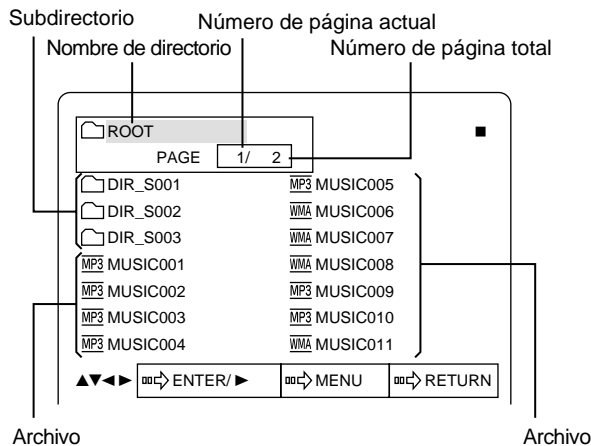 Subdirectorio
Número de página actual
Nombre de directorio
Número de página total
ROOT
PAGE 1/ 2
DIR_S001
MP3 MUSIC005
DIR_S002
WMA MUSIC006
DIR_S003
WMA MUSIC007
MP3 MUSIC001
WMA MUSIC008
MP3 MUSIC002
MP3 MUSIC009
MP3 MUSIC003
MP3 MUSIC010
MP3 MUSIC004
WMA MUSIC011
▲▼◄► ENTER/ ► MENU RETURN
Archivo
Archivo